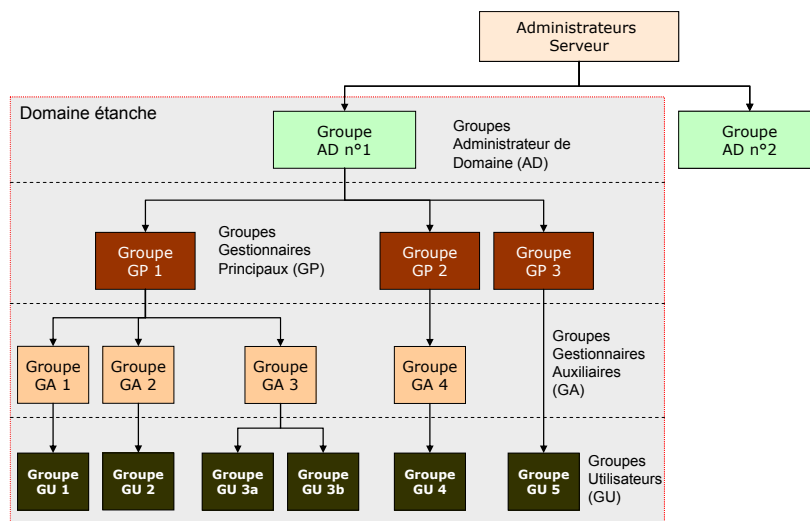 Administrateurs
Serveur
Domaine étanche
Groupe
AD n°1
Groupes
Administrateur de
Domaine (AD)
Groupe
AD n°2
Groupe
GP 1
Groupes
Gestionnaires
Principaux (GP)
Groupe
GP 2
Groupe
GP 3
Groupe
GA 1
Groupe
GA 2
Groupe
GA 3
Groupe
GA 4
Groupes
Gestionnaires
Auxiliaires
(GA)
Groupe
GU 1
Groupe
GU 2
Groupe
GU 3a
Groupe
GU 3b
Groupe
GU 4
Groupe
GU 5
Groupes
Utilisateurs
(GU)